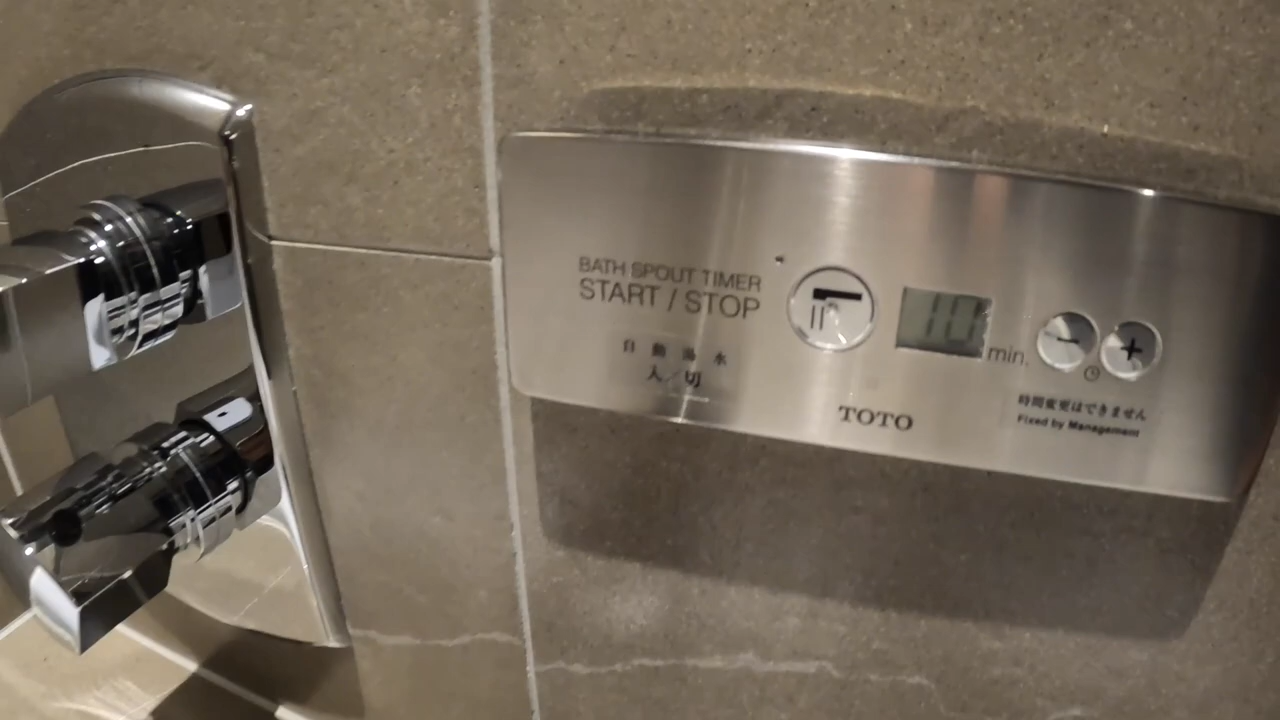 BATH SPOUT TIMER
START / STOP
自動湯水
入/切
10
min.
− +
TOTO
時間変更はできません
Fixed by Management